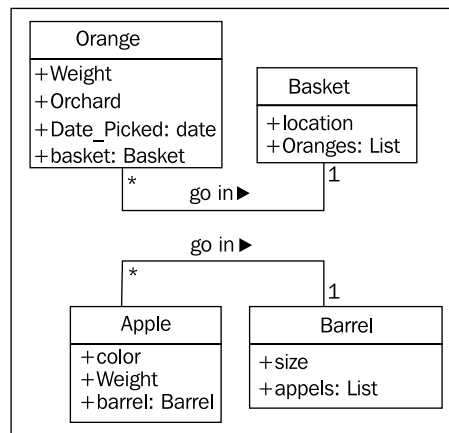 Orange
+Weight
+Orchard
+Date_Picked: date
+basket: Basket
Basket
+location
+Oranges: List
*
go in ▶
1
go in ▶
*
1
Apple
+color
+Weight
+barrel: Barrel
Barrel
+size
+appels: List